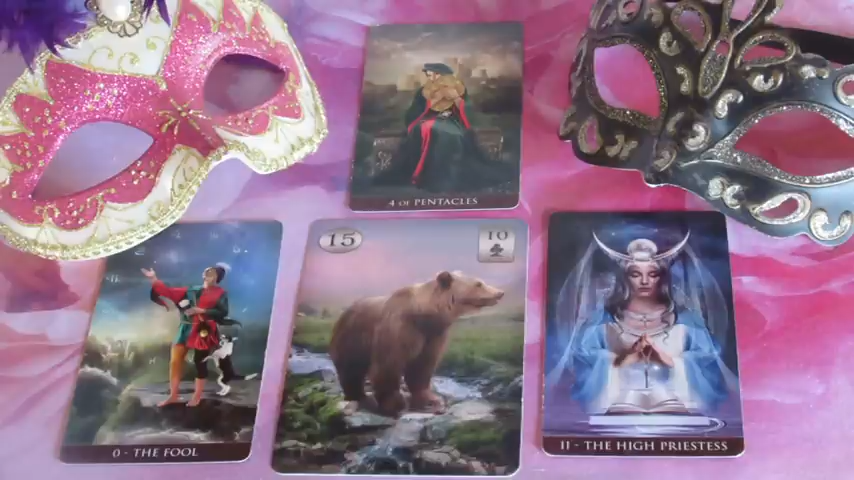 4 OF PENTACLES
15
10
0 - THE FOOL
II - THE HIGH PRIESTESS